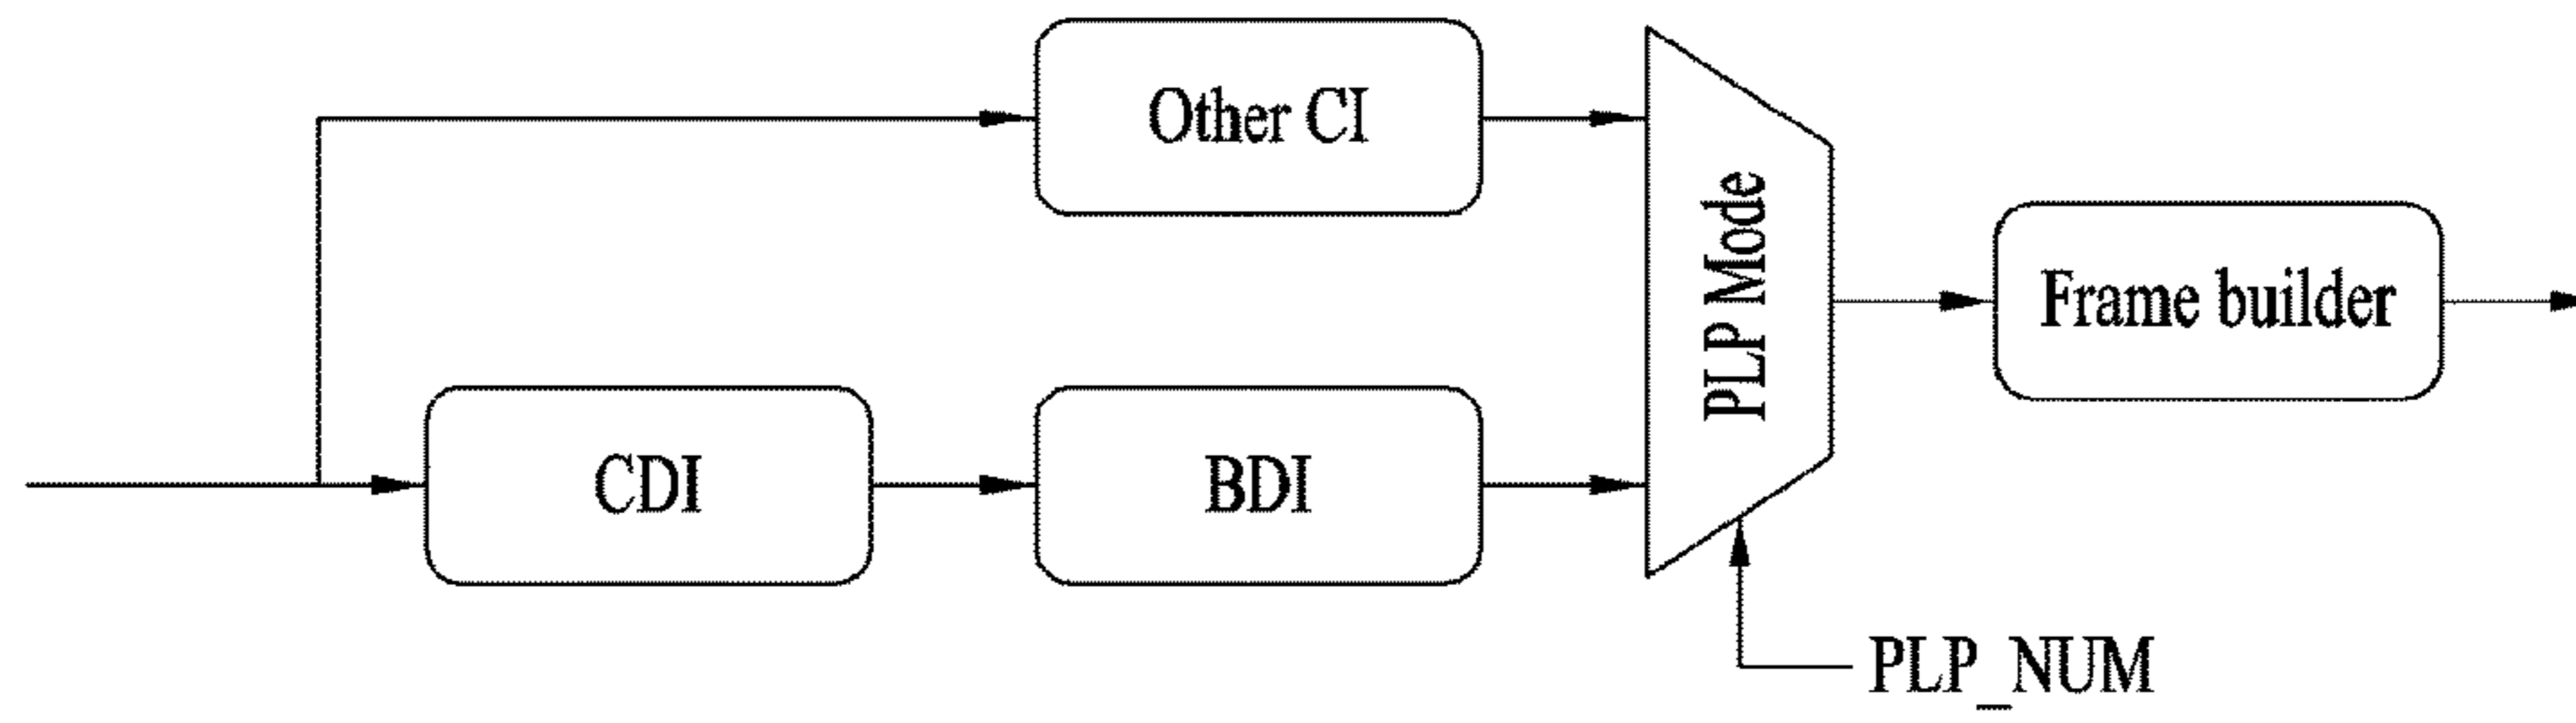 Other CI
PLP Mode
Frame builder
CDI
BDI
PLP_NUM